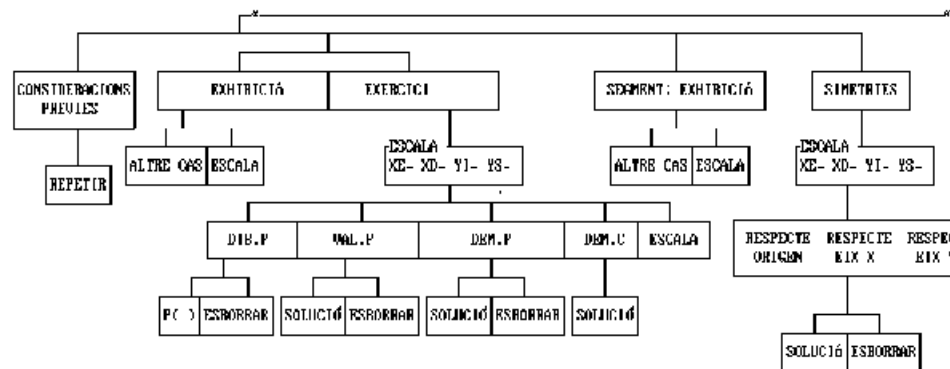 CONSIDERACIONS
PREVIES
EXHIBICIÓ
EXERCICI
SEGMENT: EXHIBICIÓ
SIMETRIES
REPETIR
ALTRE CAS
ESCALA
ESCALA
XE- XD- YI- YS-
ALTRE CAS
ESCALA
ESCALA
XE- XD- YI- YS-
DIB.P
VAL.P
DEM.P
DEM.C
ESCALA
RESPECTE
ORIGEN
RESPECTE
EIX X
RESPEC
EIX
P( )
ESBORRAR
SOLUCIÓ
ESBORRAR
SOLUCIÓ
ESBORRAR
SOLUCIÓ
SOLUCIÓ
ESBORRAR